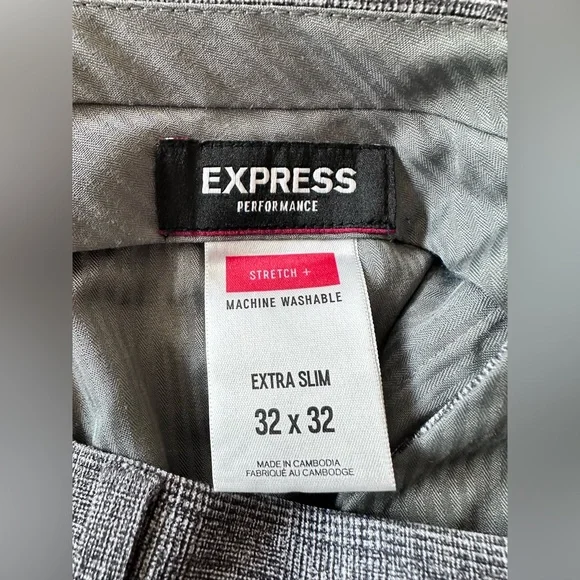 EXPRESS
PERFORMANCE
STRETCH +
MACHINE WASHABLE
EXTRA SLIM
32 x 32
MADE IN CAMBODIA
FABRIQUÉ AU CAMBODGE